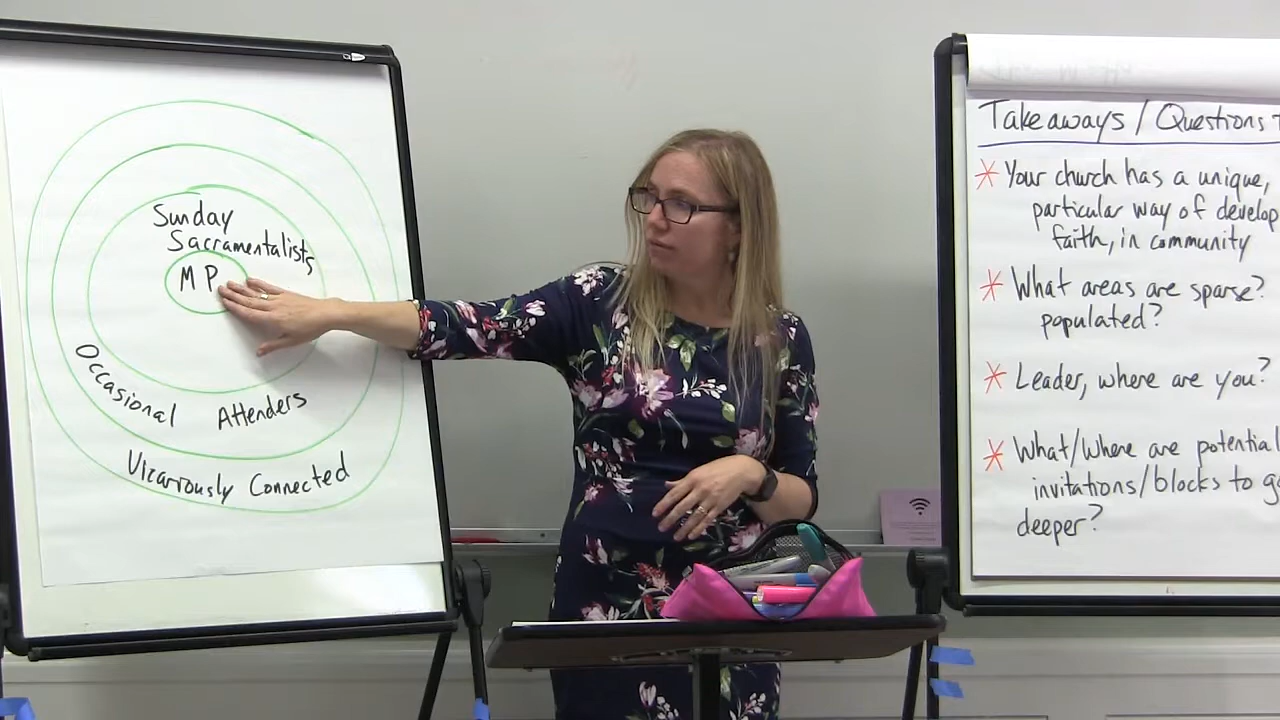 Sunday
Sacramentalists
M P
Occasional Attenders
Vicariously Connected
Takeaways / Questions
* Your church has a unique,
particular way of develop
faith, in community
* What areas are sparse?
populated?
* Leader, where are you?
* What/Where are potential
invitations/blocks to
deeper?